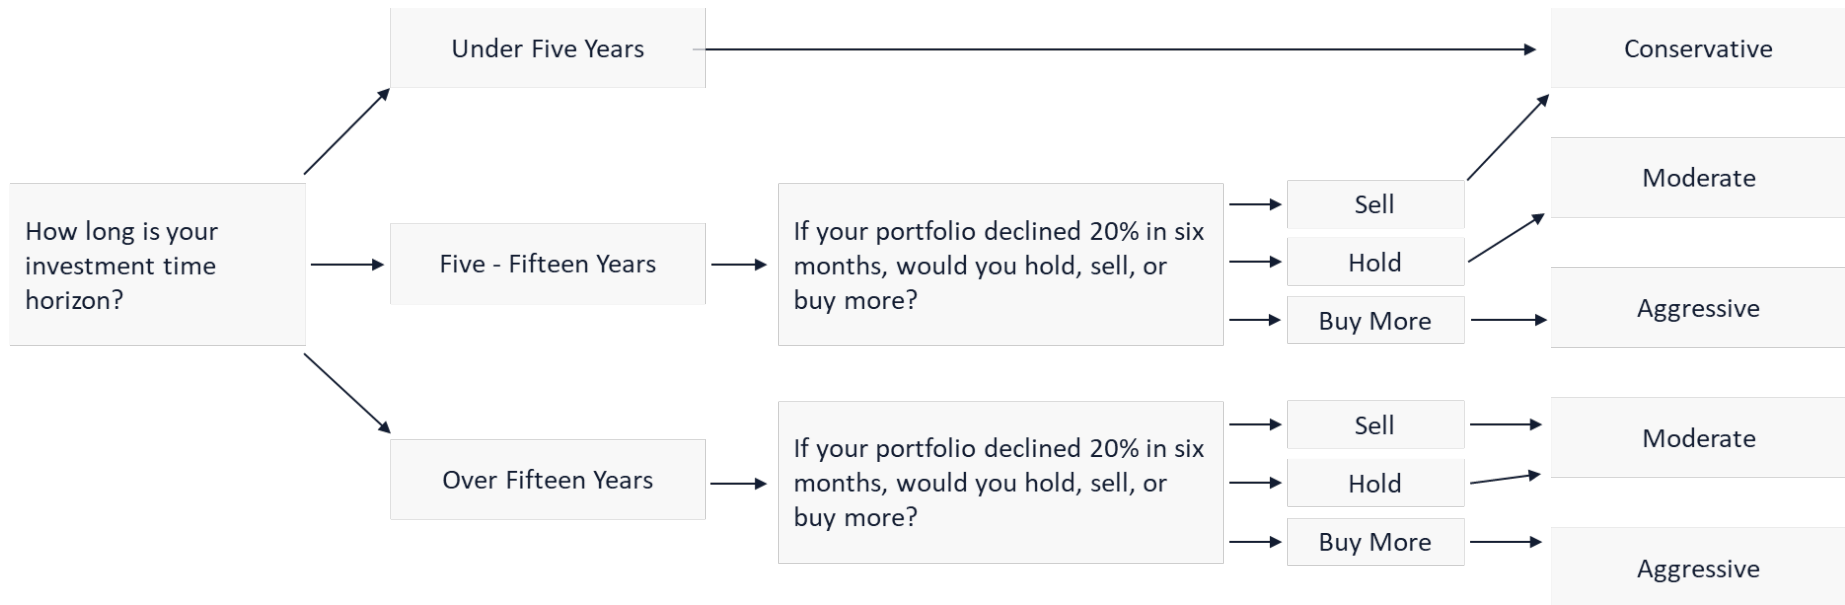 Under Five Years
Conservative
Moderate
How long is your
investment time
horizon?
Five - Fifteen Years
If your portfolio declined 20% in six
months, would you hold, sell, or
buy more?
Sell
Hold
Buy More
Aggressive
Over Fifteen Years
If your portfolio declined 20% in six
months, would you hold, sell, or
buy more?
Sell
Hold
Buy More
Moderate
Aggressive